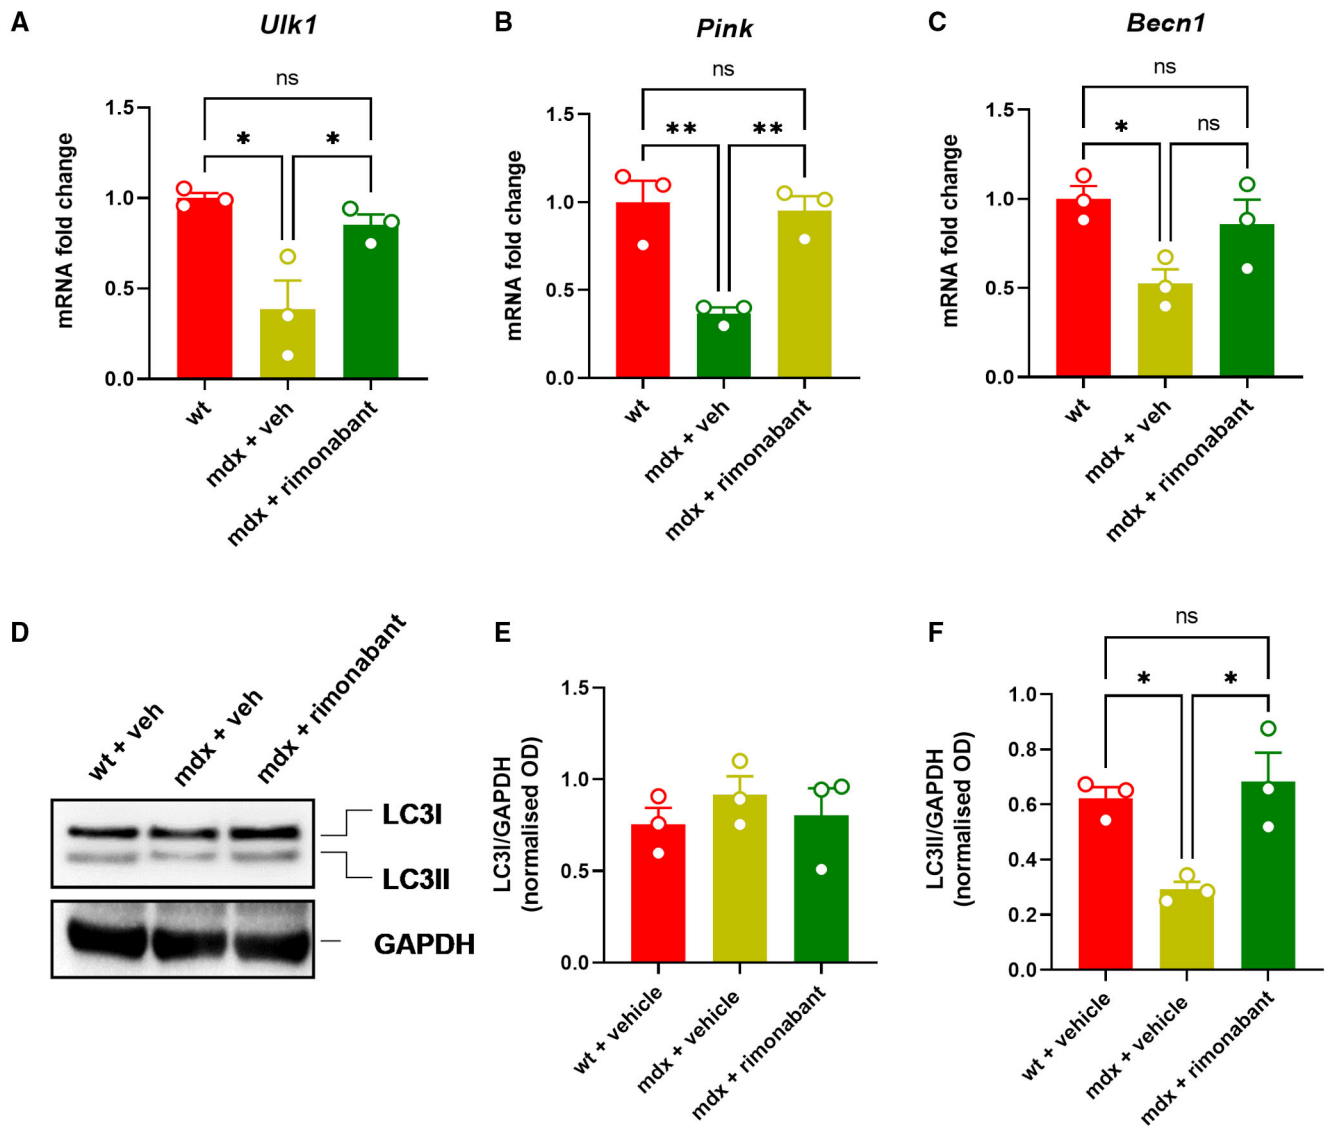 A
Ulk1
ns
*
*
mRNA fold change
1.5
1.0
0.5
0.0
wt
mdx + veh
mdx + rimonabant
B
Pink
ns
**
**
mRNA fold change
1.5
1.0
0.5
0.0
wt
mdx + veh
mdx + rimonabant
C
Becn1
ns
*
ns
mRNA fold change
1.5
1.0
0.5
0.0
wt
mdx + veh
mdx + rimonabant
D
wt + veh
mdx + veh
mdx + rimonabant
LC3I
LC3II
GAPDH
E
LC3I/GAPDH
(normalised OD)
1.5
1.0
0.5
0.0
wt + vehicle
mdx + vehicle
mdx + rimonabant
F
ns
*
*
LC3II/GAPDH
(normalised OD)
1.0
0.8
0.6
0.4
0.2
0.0
wt + vehicle
mdx + vehicle
mdx + rimonabant